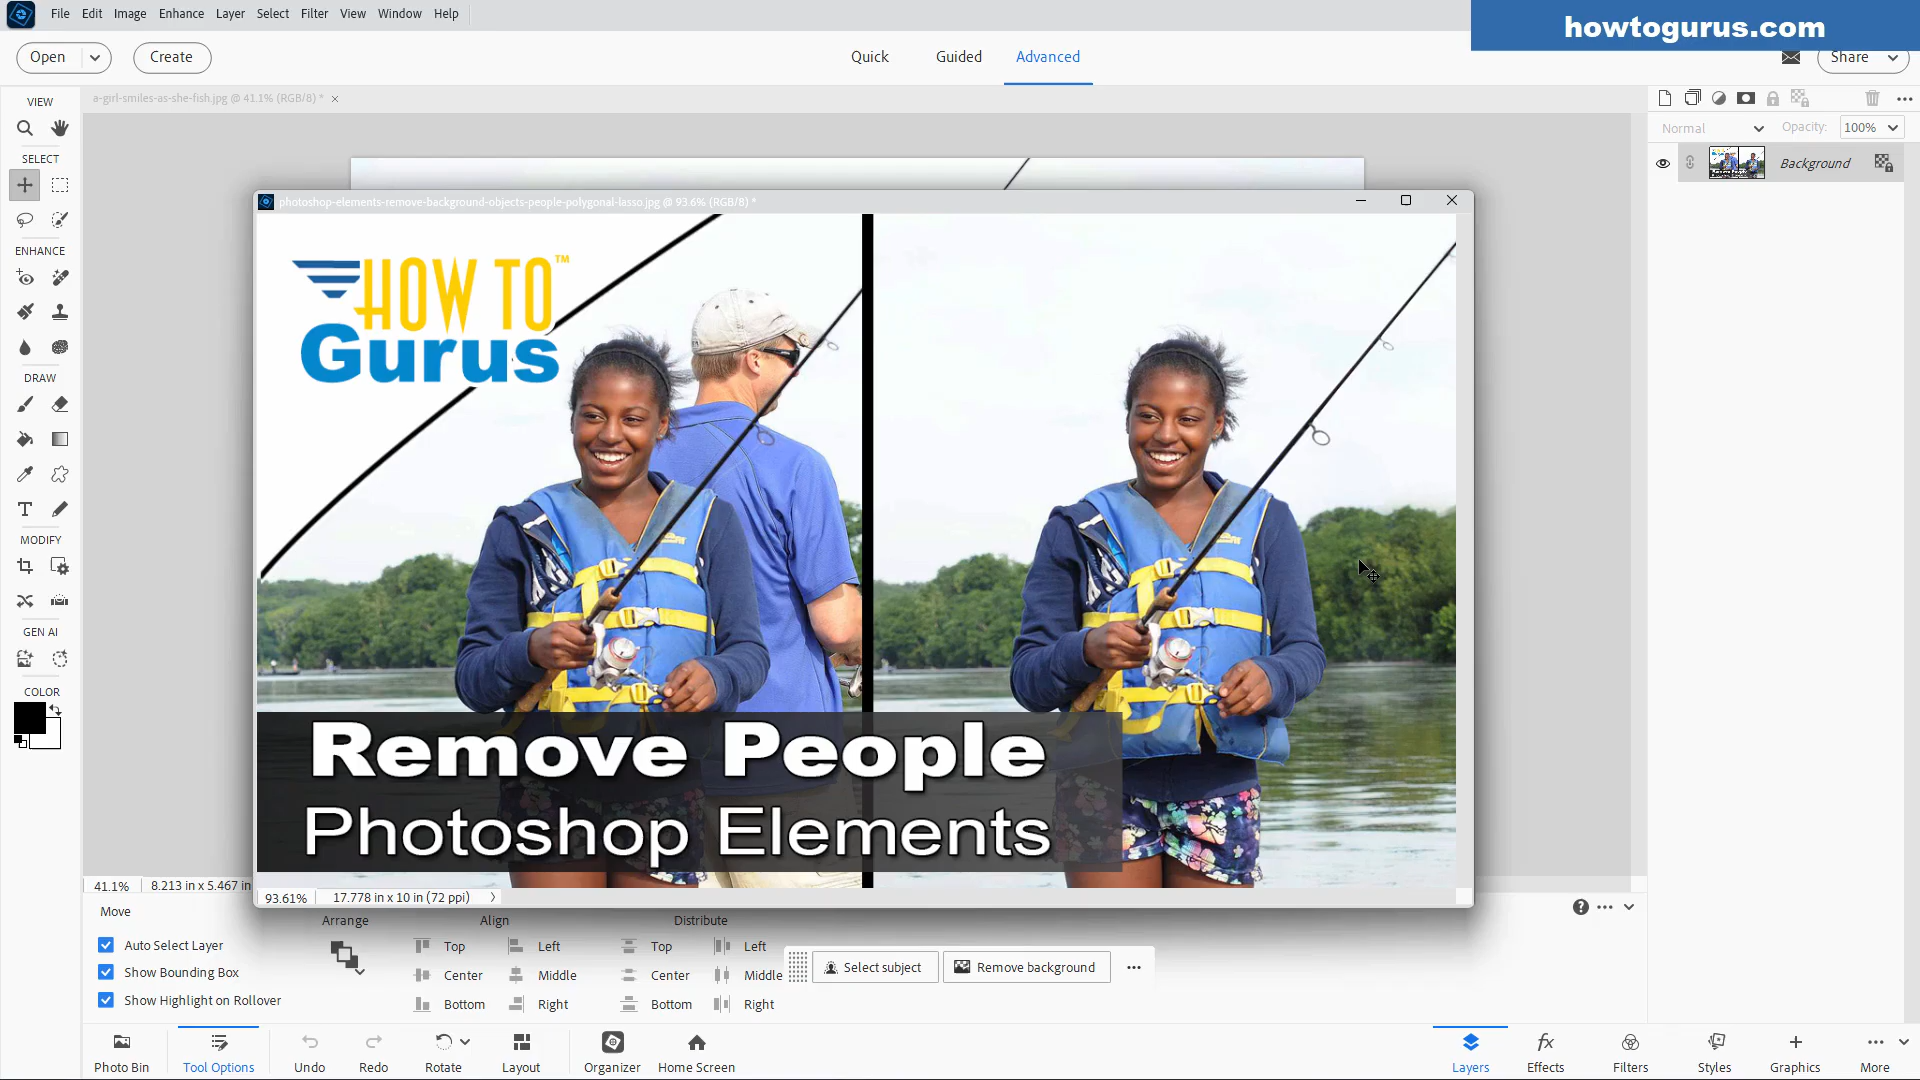 File Edit Image Enhance Layer Select Filter View Window Help
howtogurus.com
Open Create Quick Guided Advanced Share
a-girl-smiles-as-she-fish.jpg @ 41.1% (RGB/8) *
VIEW
SELECT
ENHANCE
DRAW
MODIFY
GEN AI
COLOR
Normal Opacity: 100%
Background
photoshop-elements-remove-background-objects-people-polygonal-lasso.jpg @ 93.6% (RGB/8) *
HOW TO™
Gurus
Remove People
Photoshop Elements
41.1% 8.213 in x 5.467 in
93.61% 17.778 in x 10 in (72 ppi)
Move
Auto Select Layer
Show Bounding Box
Show Highlight on Rollover
Arrange Align Distribute
Top Left Top Left
Center Middle Center Middle
Bottom Right Bottom Right
Select subject Remove background
Photo Bin Tool Options Undo Redo Rotate Layout Organizer Home Screen Layers Effects Filters Styles Graphics More